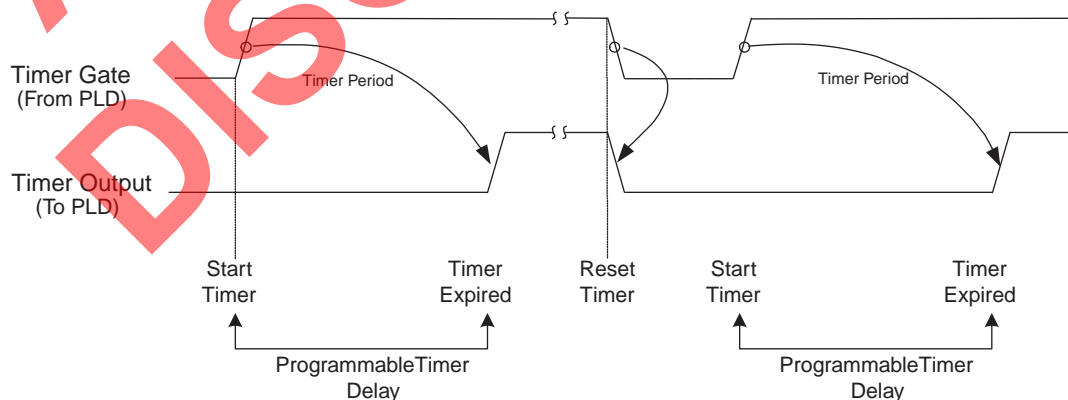 Timer Gate
(From PLD)
Timer Period
Timer Period
Timer Output
(To PLD)
Start
Timer
Timer
Expired
Reset
Timer
Start
Timer
Timer
Expired
ProgrammableTimer
Delay
ProgrammableTimer
Delay
DISC